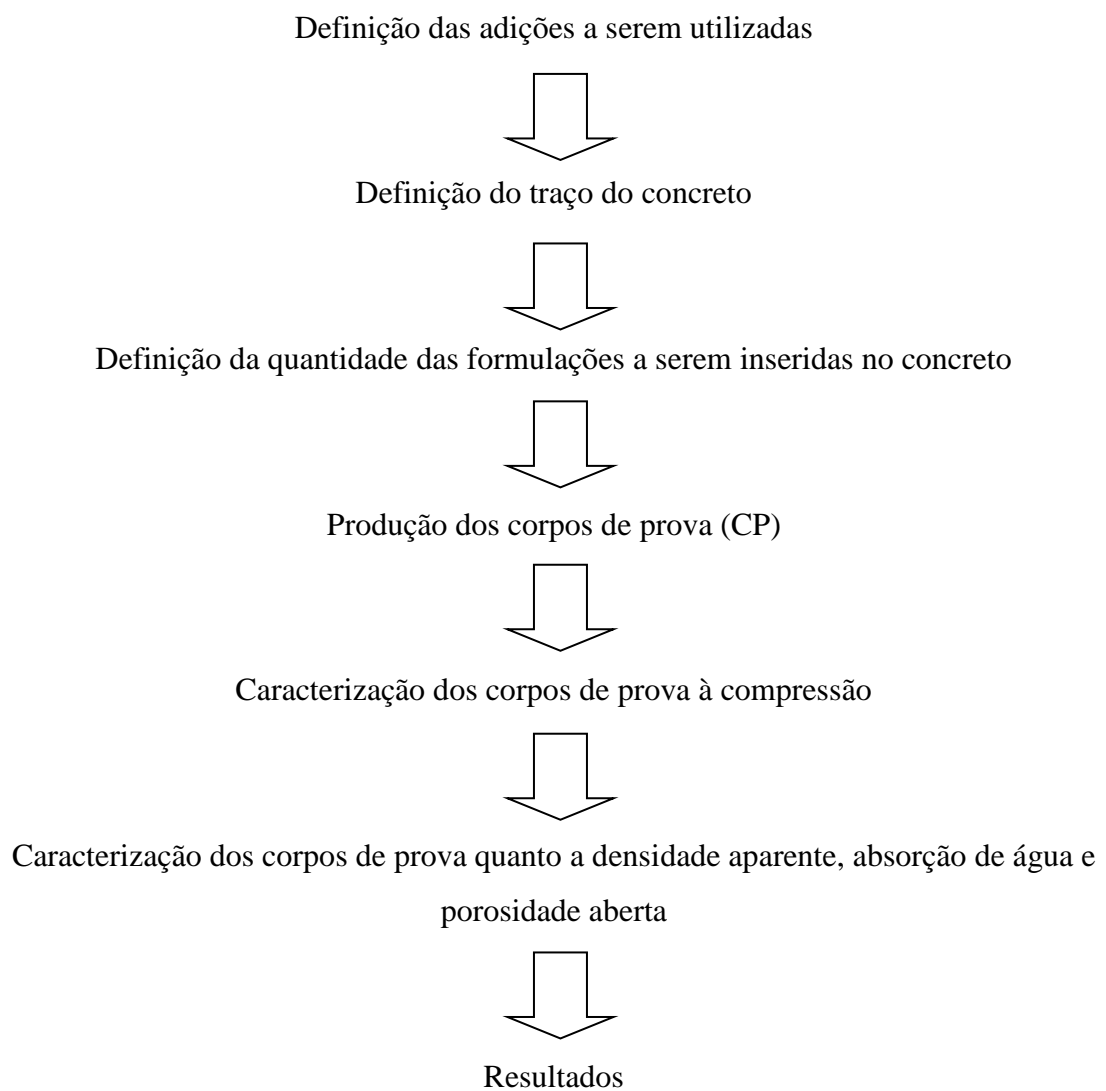 Definição das adições a serem utilizadas
Definição do traço do concreto
Definição da quantidade das formulações a serem inseridas no concreto
Produção dos corpos de prova (CP)
Caracterização dos corpos de prova à compressão
Caracterização dos corpos de prova quanto a densidade aparente, absorção de água e
porosidade aberta
Resultados